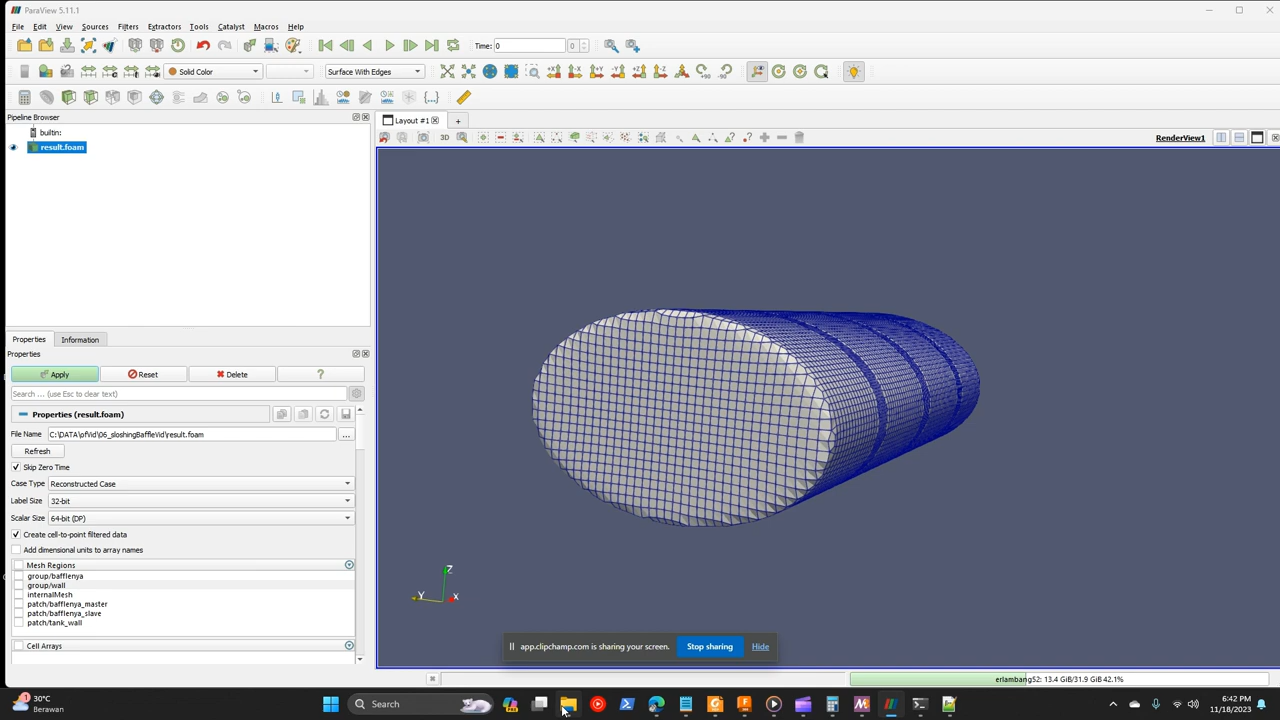 ParaView 5.11.1
File Edit View Sources Filters Extractors Tools Catalyst Macros Help
Time: 0 0
Solid Color Surface With Edges +X -X +Y -Y +Z -Z
Pipeline Browser
Layout #1
builtin:
3D
RenderView1
result.foam
Properties Information
Properties
Apply Reset Delete ?
Search ... (use Esc to clear text)
Properties (result.foam)
File Name C:\DATA\ofVid\06_sloshingBaffleVid\result.foam ...
Refresh
Skip Zero Time
Case Type Reconstructed Case
Label Size 32-bit
Scalar Size 64-bit (DP)
Create cell-to-point filtered data
Add dimensional units to array names
Mesh Regions
group/bafflenya
group/wall
internalMesh
patch/bafflenya_master
patch/bafflenya_slave
patch/tank_wall
Cell Arrays
Z
Y
X
app.clipchamp.com is sharing your screen. Stop sharing Hide
erlambang52: 13.4 GiB/31.9 GiB 42.1%
30°C
Berawan
Search
6:42 PM
11/18/2023